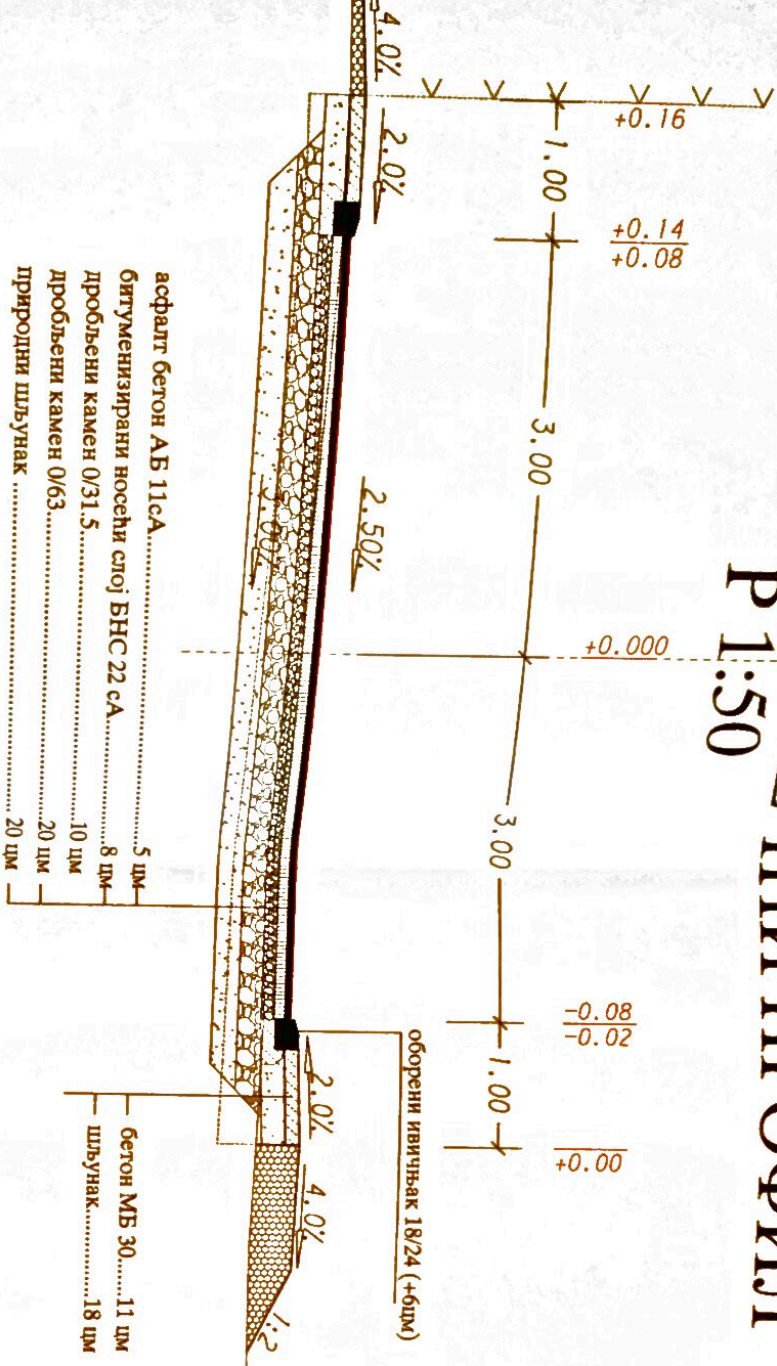 Р 1:50
+0.16
+0.14
+0.08
+0.000
-0.08
-0.02
+0.00
1.00
3.00
3.00
1.00
4.0%
2.0%
2.50%
2.0%
4.0%
1:2
оборени ивичњак 18/24 (+6цм)
асфалт бетон АБ 11сА..................5 цм
битуменизирани носећи слој БНС 22 сА........8 цм
дробљени камен 0/31.5..................10 цм
дробљени камен 0/63..................20 цм
природни шљунак..................20 цм
бетон МБ 30......11 цм
шљунак............18 цм